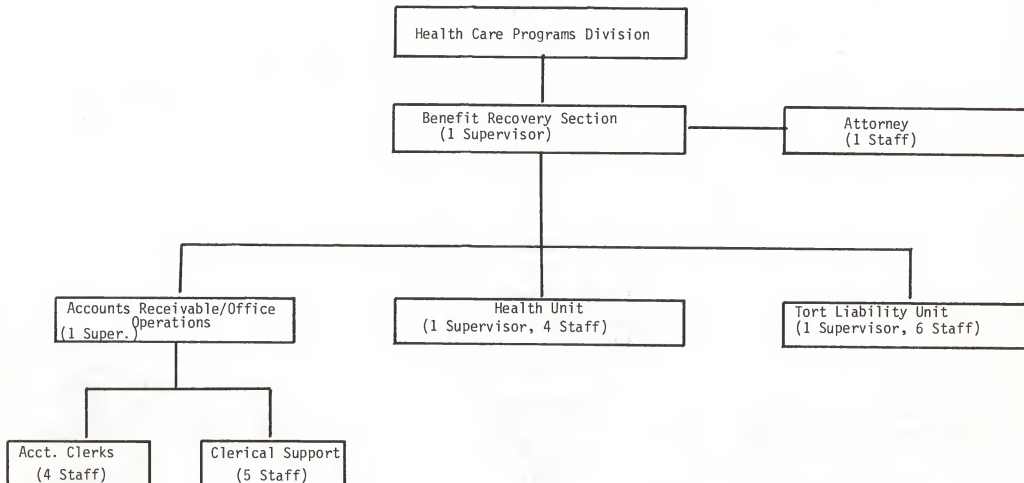 Health Care Programs Division
Benefit Recovery Section
(1 Supervisor)
Attorney
(1 Staff)
Accounts Receivable/Office
Operations
(1 Super.)
Health Unit
(1 Supervisor, 4 Staff)
Tort Liability Unit
(1 Supervisor, 6 Staff)
Acct. Clerks
(4 Staff)
Clerical Support
(5 Staff)